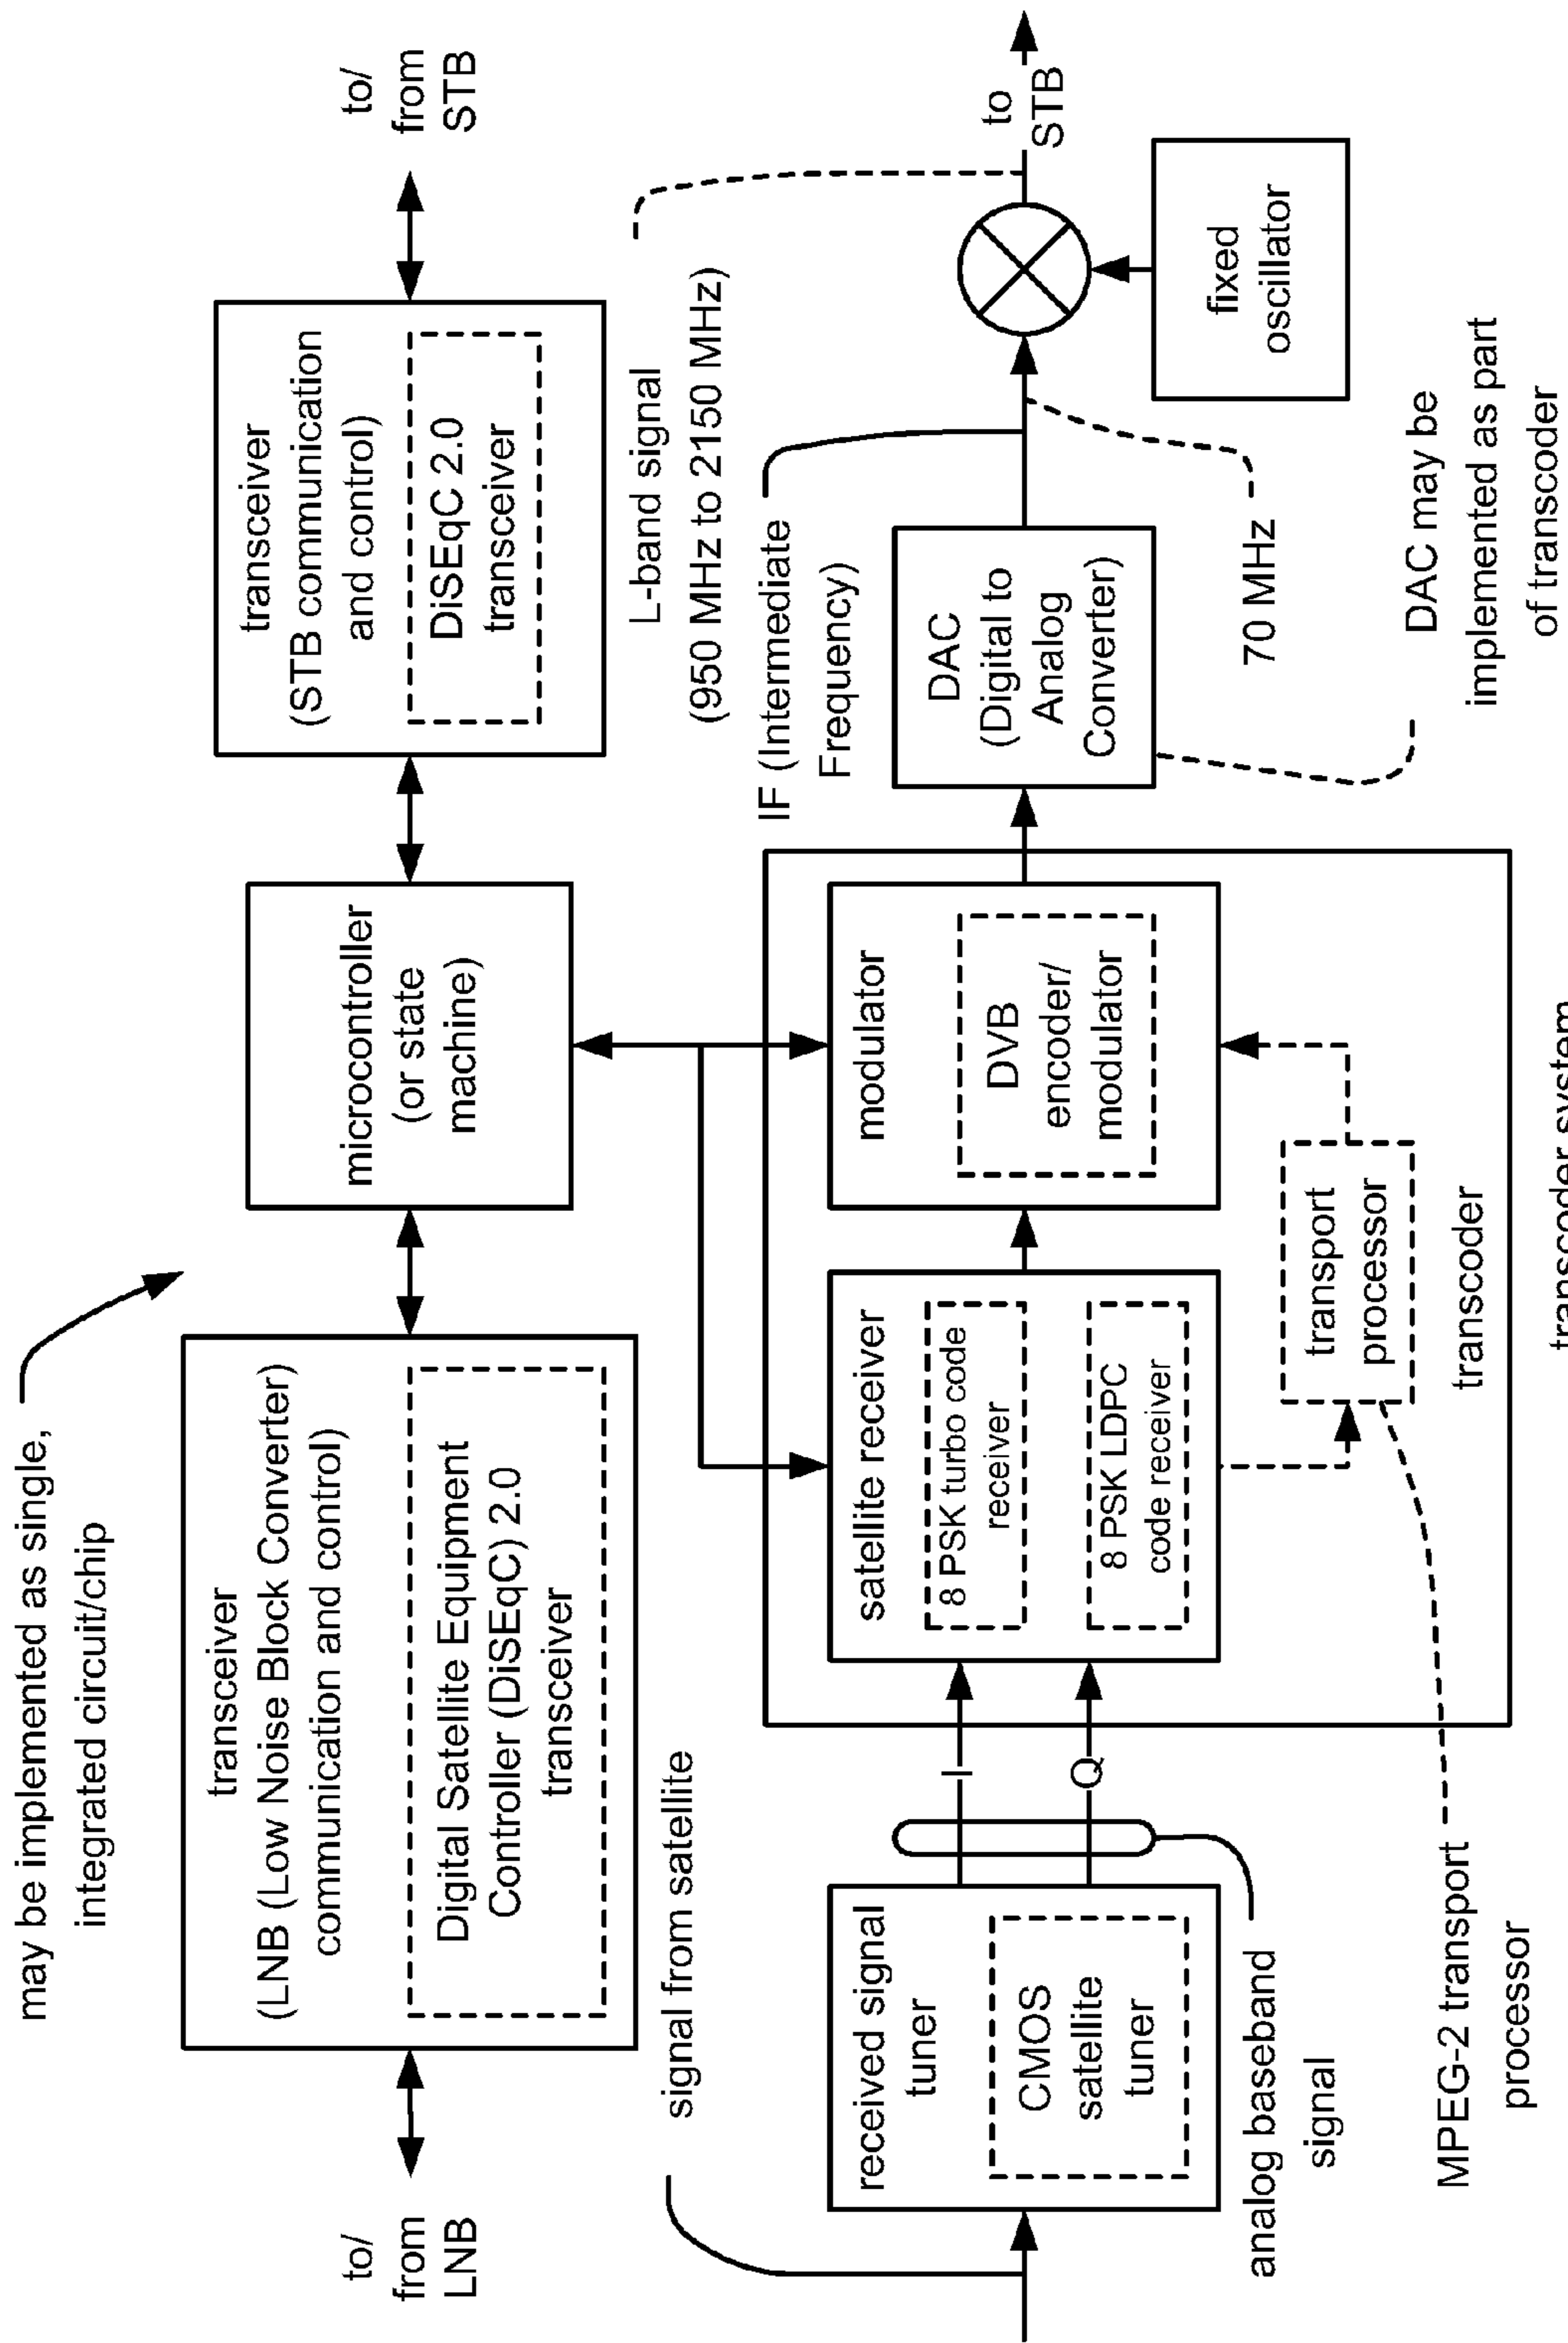 may be implemented as single,
integrated circuit/chip
to/
from
LNB
transceiver
(LNB (Low Noise Block Converter)
communication and control)
Digital Satellite Equipment
Controller (DiSEqC) 2.0
transceiver
microcontroller
(or state
machine)
transceiver
(STB communication
and control)
DiSEqC 2.0
transceiver
to/
from
STB
signal from satellite
L-band signal
(950 MHz to 2150 MHz)
IF (Intermediate
Frequency)
received signal
tuner
CMOS
satellite
tuner
I
Q
satellite receiver
8 PSK turbo code
receiver
8 PSK LDPC
code receiver
modulator
DVB
encoder/
modulator
DAC
(Digital to
Analog
Converter)
to
STB
fixed
oscillator
analog baseband
signal
transport
processor
70 MHz
MPEG-2 transport
processor
transcoder
DAC may be
implemented as part
of transcoder
transcoder system